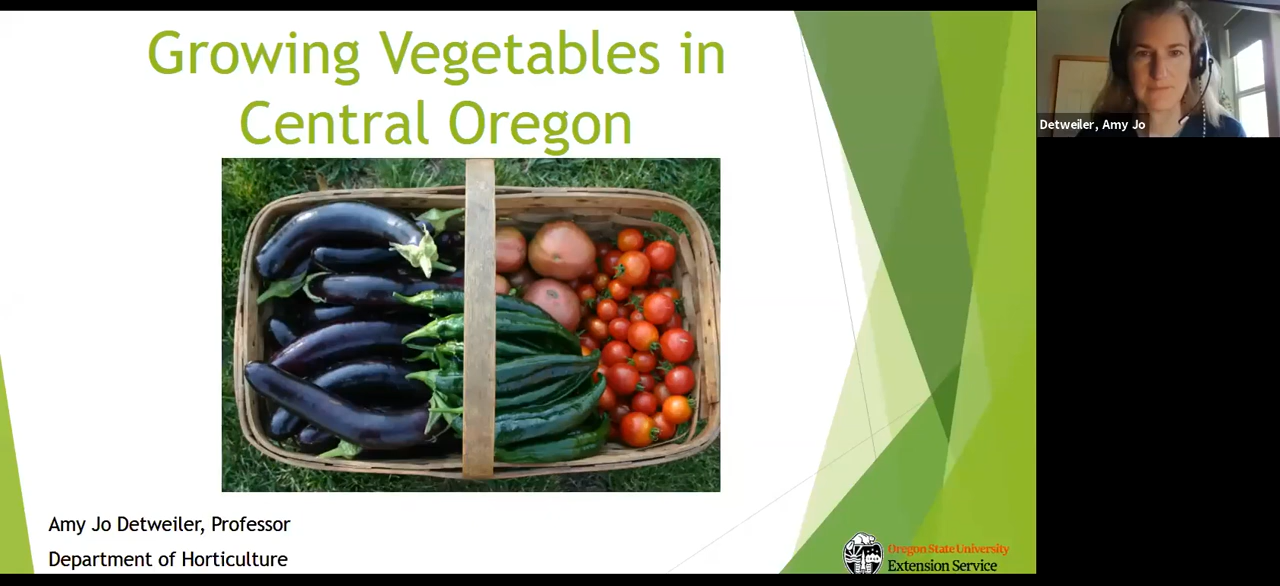 Growing Vegetables in
Central Oregon
Detweiler, Amy Jo
Amy Jo Detweiler, Professor
Department of Horticulture
Oregon State University
Extension Service